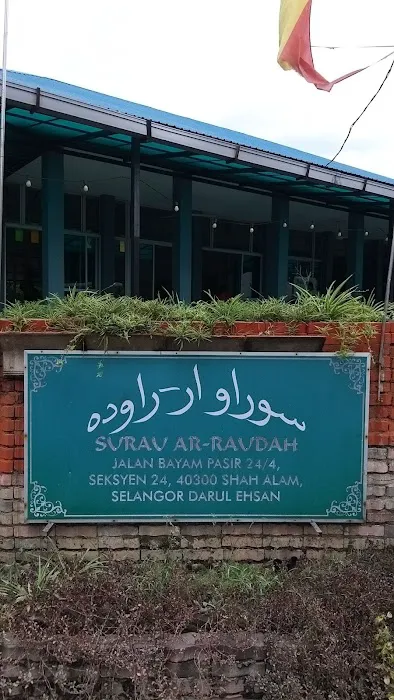 سوراو ار-راوده
SURAU AR-RAUDAH
JALAN BAYAM PASIR 24/4,
SEKSYEN 24, 40300 SHAH ALAM,
SELANGOR DARUL EHSAN